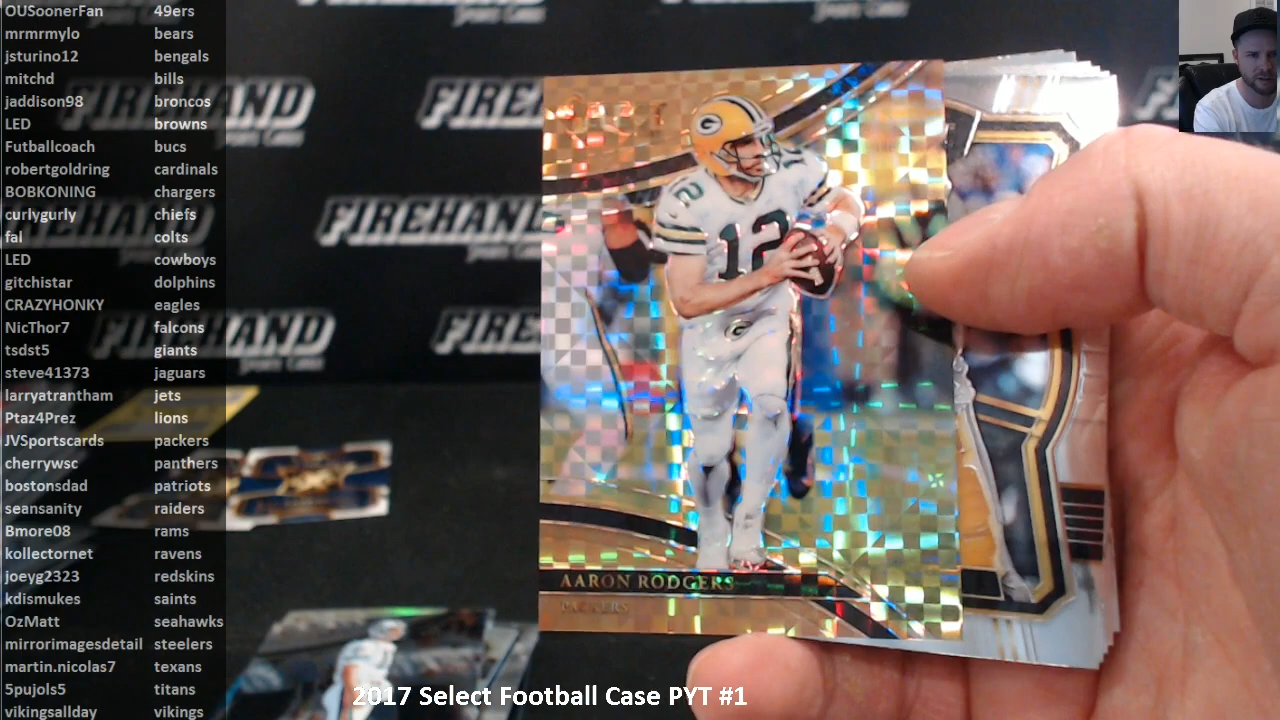 OUSoonerFan 49ers
mrmrmylo bears
jsturino12 bengals
mitchd bills
jaddison98 broncos
LED browns
Futballcoach bucs
robertgoldring cardinals
BOBKONING chargers
curlygurly chiefs
fal colts
LED cowboys
gitchistar dolphins
CRAZYHONKY eagles
NicThor7 falcons
tsdst5 giants
steve41373 jaguars
larryatrantham jets
Ptaz4Prez lions
JVSportscards packers
cherrywsc panthers
bostonsdad patriots
seansanity raiders
Bmore08 rams
kollectornet ravens
joeyg2323 redskins
kdismukes saints
OzMatt seahawks
mirrorimagesdetail steelers
martin.nicolas7 texans
5pujols5 titans
vikingsallday vikings
FIREHAND
FIREHAND
FIREHAND
G
12
12
12
G
AARON RODGERS
PACKERS
2017 Select Football Case PYT #1